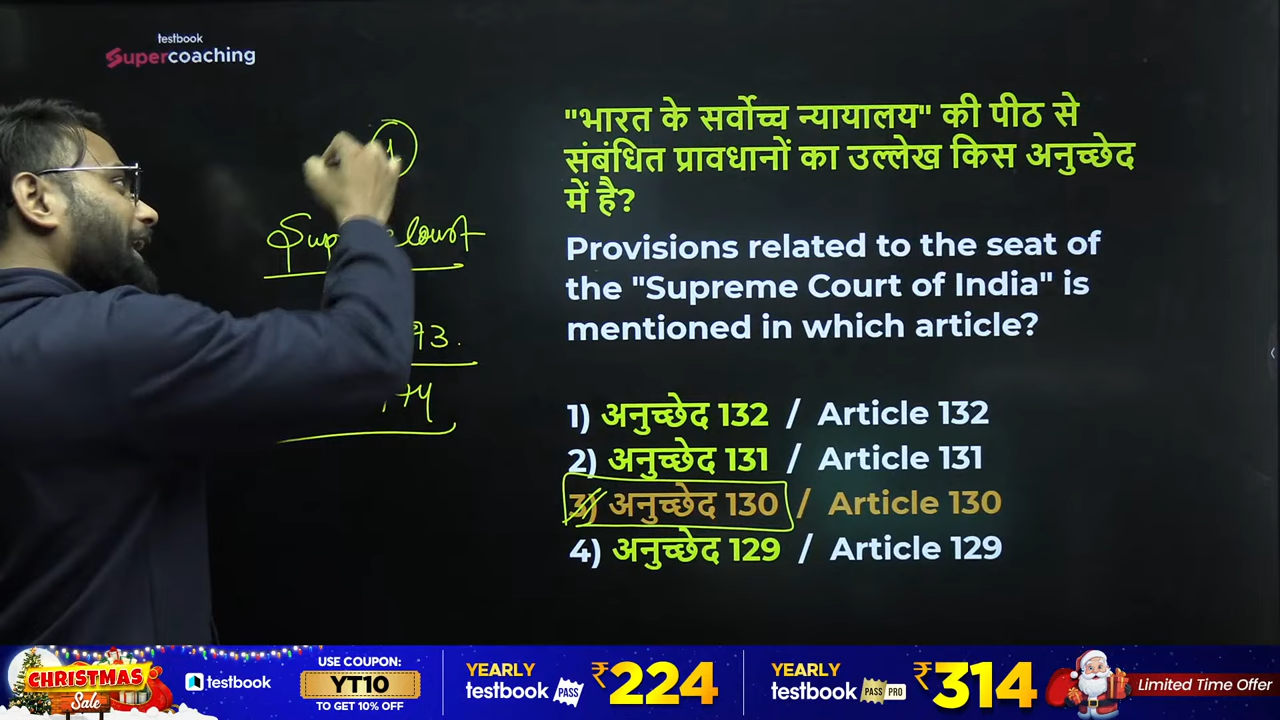 testbook
Supercoaching
"भारत के सर्वोच्च न्यायालय" की पीठ से
संबंधित प्रावधानों का उल्लेख किस अनुच्छेद
में है?
Provisions related to the seat of
the "Supreme Court of India" is
mentioned in which article?
1) अनुच्छेद 132 / Article 132
2) अनुच्छेद 131 / Article 131
3) अनुच्छेद 130 / Article 130
4) अनुच्छेद 129 / Article 129
Court
93.
CHRISTMAS
Sale
testbook
USE COUPON:
YT10
TO GET 10% OFF
YEARLY
testbook PASS
₹224
YEARLY
testbook PASS PRO
₹314
Limited Time Offer